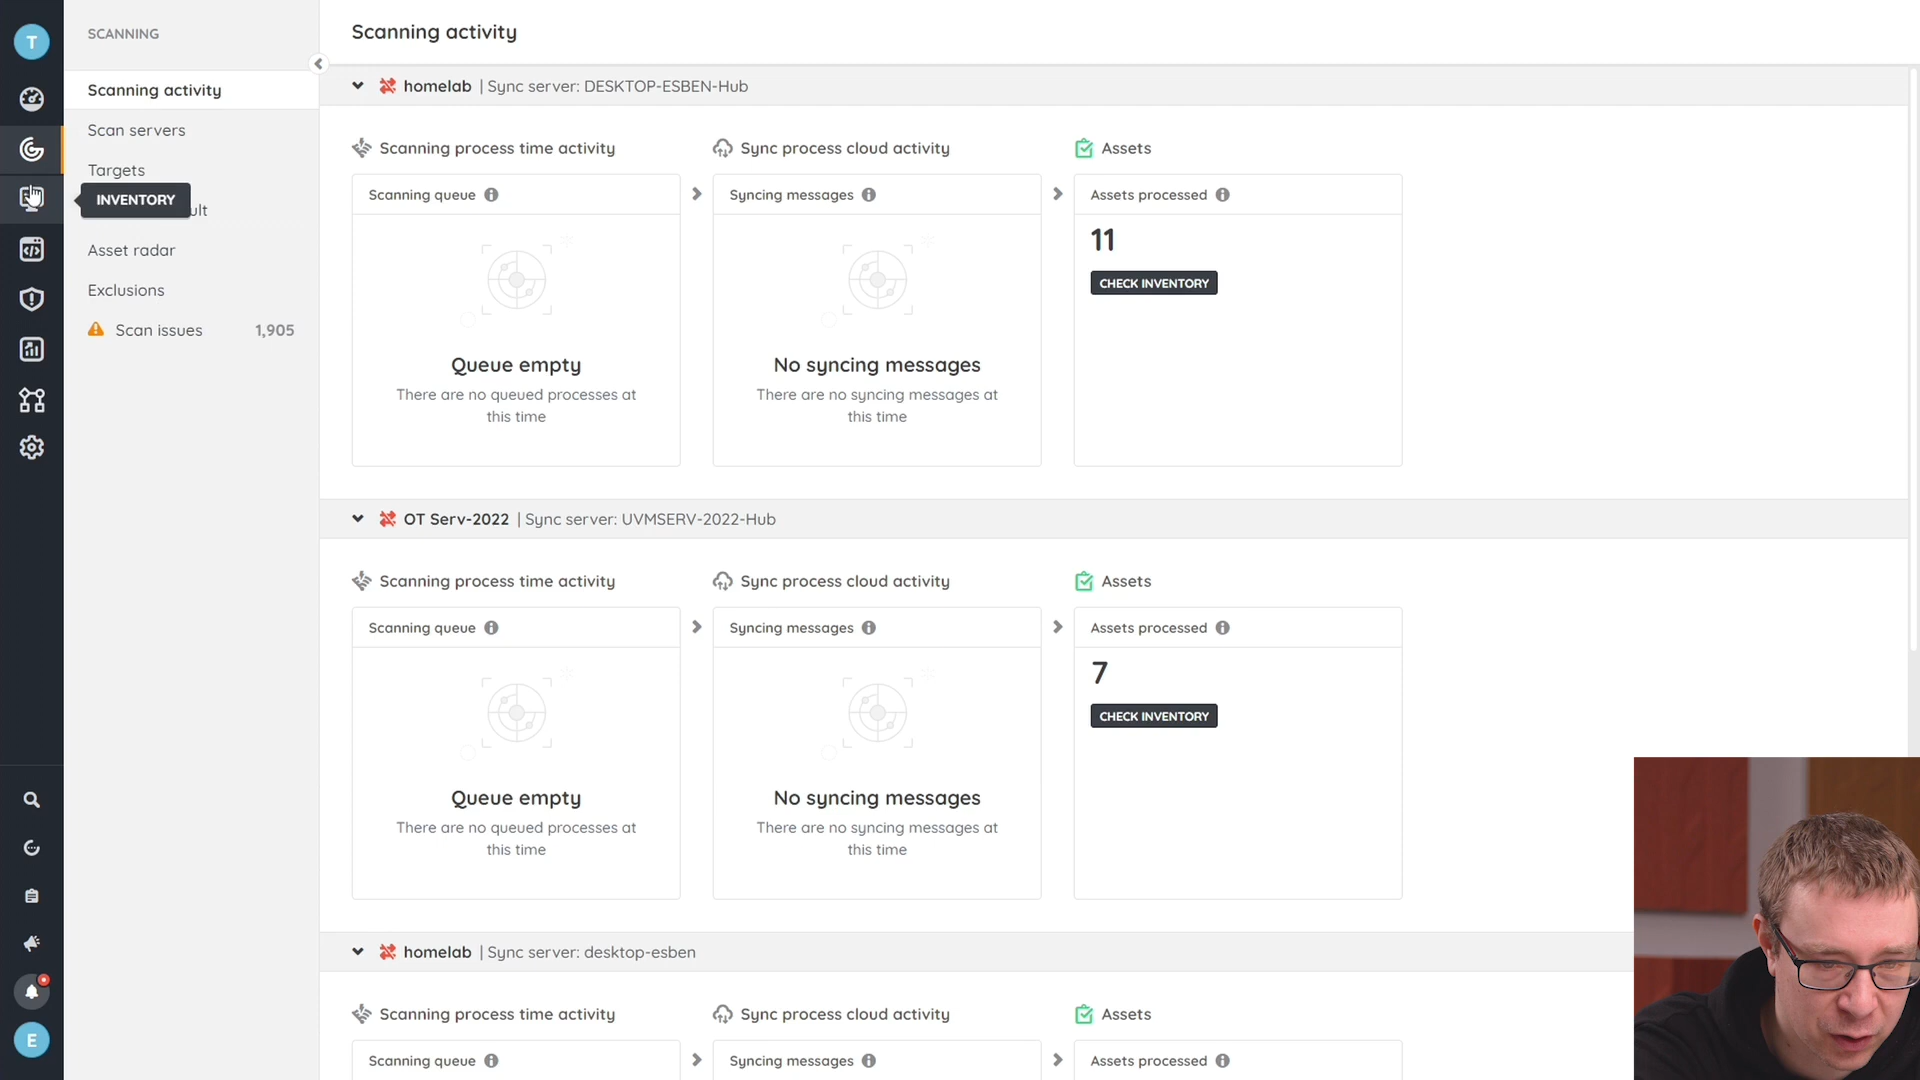 T
SCANNING
Scanning activity
Scanning activity
Scan servers
Targets
INVENTORY
ult
Asset radar
Exclusions
Scan issues 1,905
homelab | Sync server: DESKTOP-ESBEN-Hub
Scanning process time activity
Sync process cloud activity
Assets
Scanning queue
Syncing messages
Assets processed
11
CHECK INVENTORY
Queue empty
There are no queued processes at
this time
No syncing messages
There are no syncing messages at
this time
OT Serv-2022 | Sync server: UVMSERV-2022-Hub
Scanning process time activity
Sync process cloud activity
Assets
Scanning queue
Syncing messages
Assets processed
7
CHECK INVENTORY
Queue empty
There are no queued processes at
this time
No syncing messages
There are no syncing messages at
this time
homelab | Sync server: desktop-esben
Scanning process time activity
Sync process cloud activity
Assets
Scanning queue
Syncing messages
Assets processed
E